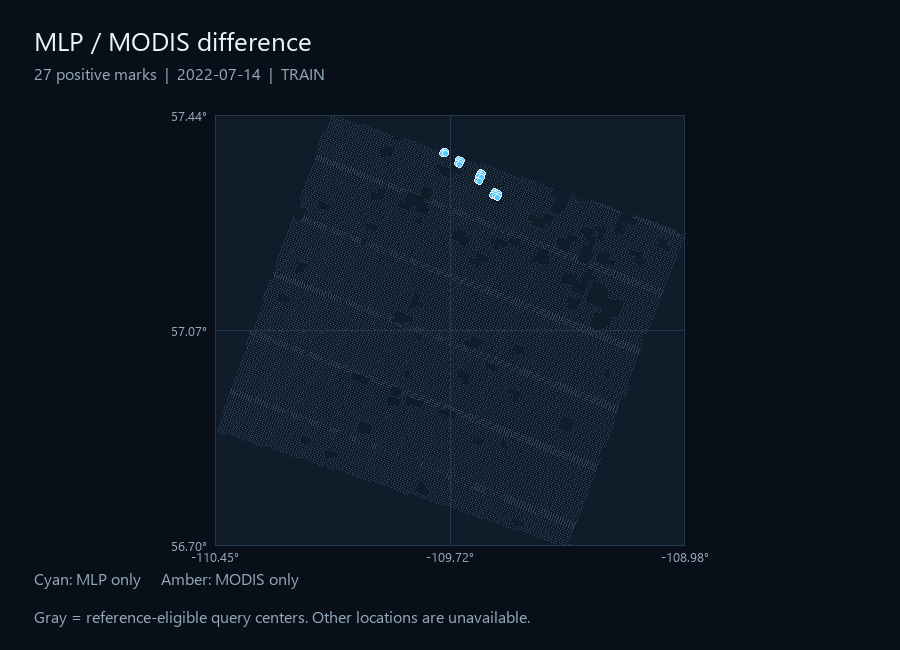 MLP / MODIS difference
27 positive marks | 2022-07-14 | TRAIN
57.44°
57.07°
56.70°
-110.45°
-109.72°
-108.98°
Cyan: MLP only
Amber: MODIS only
Gray = reference-eligible query centers. Other locations are unavailable.